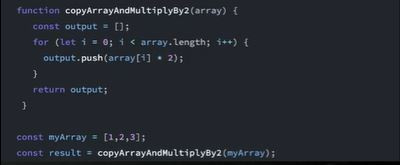 function copyArrayAndMultiplyBy2(array) {
  const output = [];
  for (let i = 0; i < array.length; i++) {
    output.push(array[i] * 2);
  }
  return output;
}
const myArray = [1,2,3];
const result = copyArrayAndMultiplyBy2(myArray);